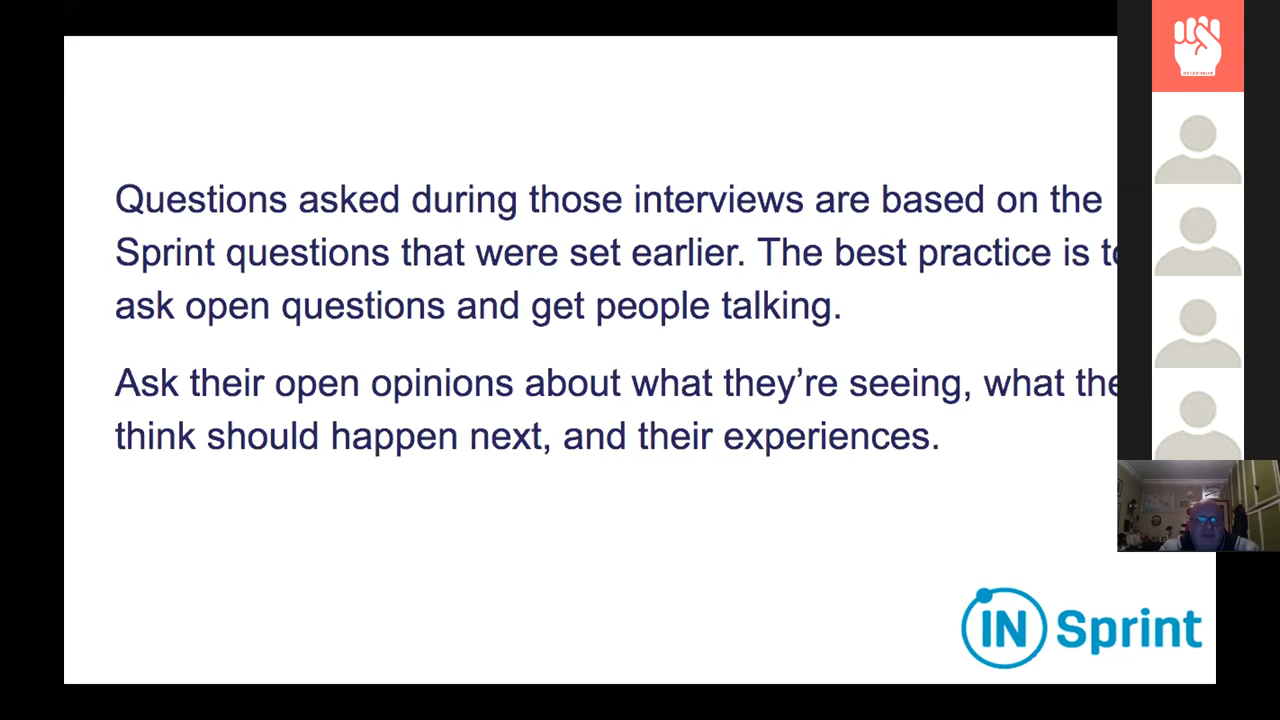 Questions asked during those interviews are based on the
Sprint questions that were set earlier. The best practice is
ask open questions and get people talking.
Ask their open opinions about what they’re seeing, what
think should happen next, and their experiences.
IN Sprint